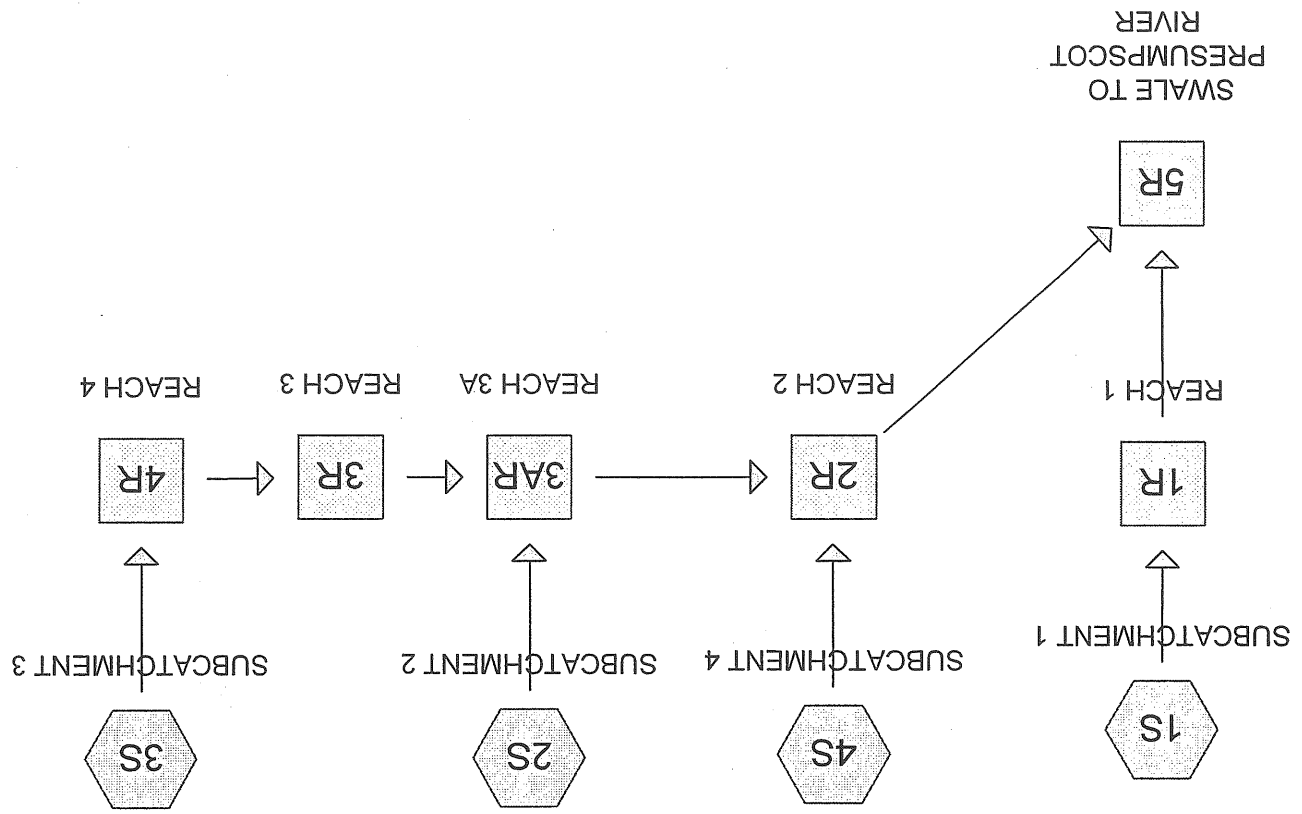 1S
SUBCATCHMENT 1
4S
SUBCATCHMENT 4
2S
SUBCATCHMENT 2
3S
SUBCATCHMENT 3
1R
REACH 1
2R
REACH 2
3AR
REACH 3A
3R
REACH 3
4R
REACH 4
5R
SWALE TO
PRESUMPSCOT
RIVER